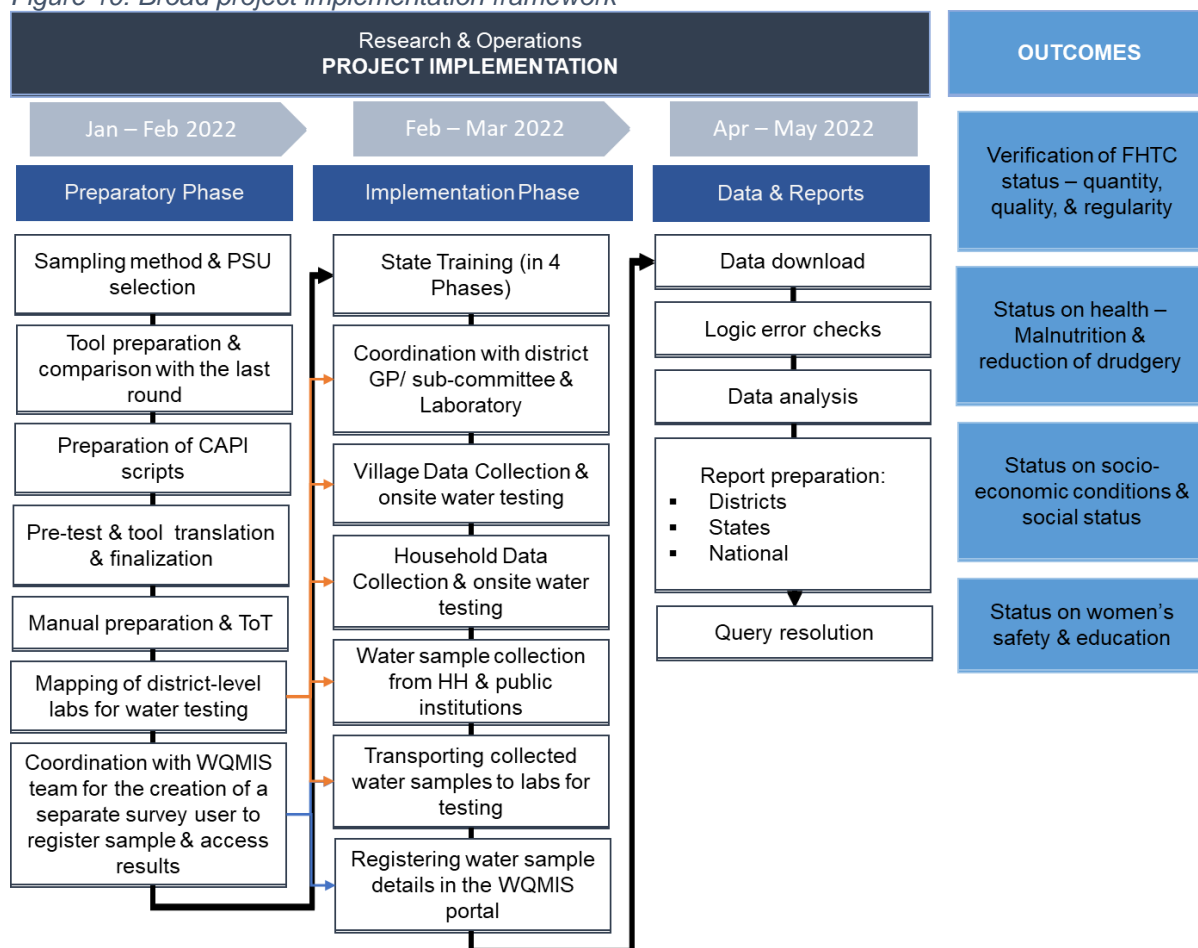 Figure 10: Broad project implementation framework
Research & Operations
PROJECT IMPLEMENTATION
OUTCOMES
Jan – Feb 2022
Feb – Mar 2022
Apr – May 2022
Preparatory Phase
Implementation Phase
Data & Reports
Sampling method & PSU
selection
Tool preparation &
comparison with the last
round
Preparation of CAPI
scripts
Pre-test & tool translation
& finalization
Manual preparation & ToT
Mapping of district-level
labs for water testing
Coordination with WQMIS
team for the creation of a
separate survey user to
register sample & access
results
State Training (in 4
Phases)
Coordination with district
GP/ sub-committee &
Laboratory
Village Data Collection &
onsite water testing
Household Data
Collection & onsite water
testing
Water sample collection
from HH & public
institutions
Transporting collected
water samples to labs for
testing
Registering water sample
details in the WQMIS
portal
Data download
Logic error checks
Data analysis
Report preparation:
▪ Districts
▪ States
▪ National
Query resolution
Verification of FHTC
status – quantity,
quality, & regularity
Status on health –
Malnutrition &
reduction of drudgery
Status on socio-
economic conditions &
social status
Status on women's
safety & education